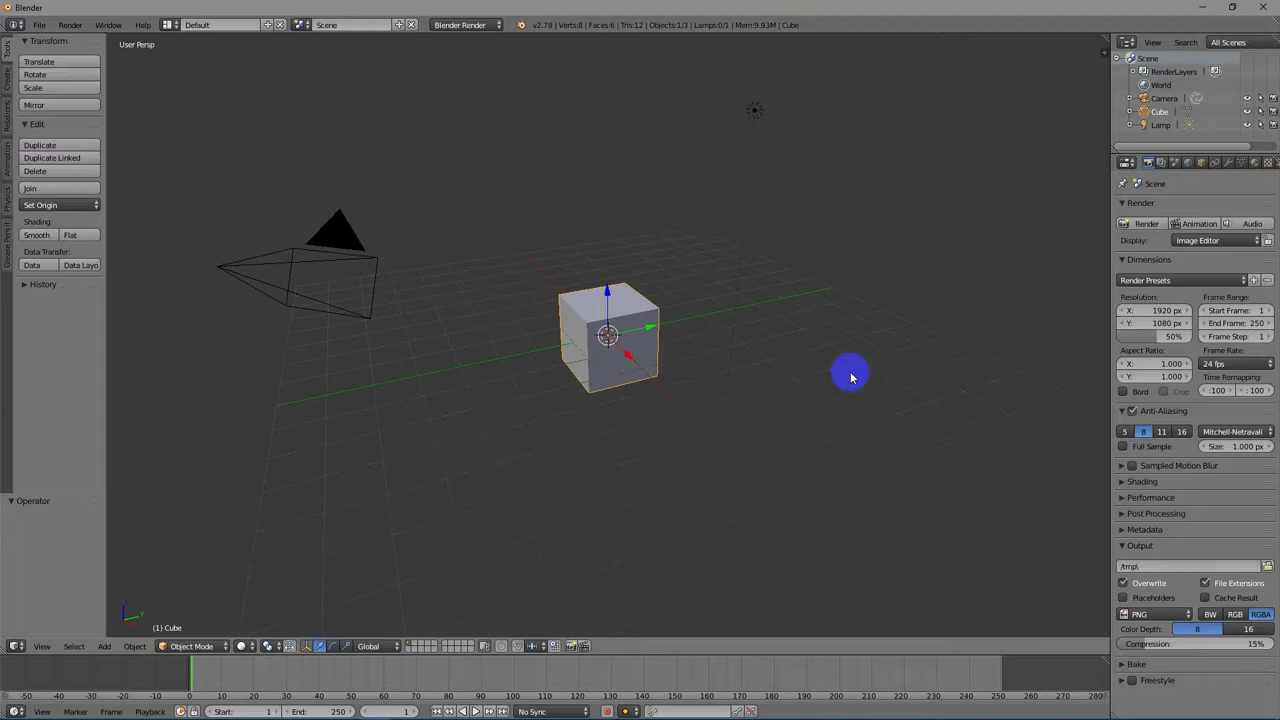 Blender
File Render Window Help Default Scene Blender Render v2.78 | Verts:8 | Faces:6 | Tris:12 | Objects:1/3 | Lamps:0/1 | Mem:9.93M | Cube
Tools
Create
Relations
Animation
Physics
Grease Pencil
Transform
Translate
Rotate
Scale
Mirror
Edit
Duplicate
Duplicate Linked
Delete
Join
Set Origin
Shading:
Smooth Flat
Data Transfer:
Data Data Layo
History
Operator
User Persp
(1) Cube
View Select Add Object Object Mode Global
View Search All Scenes
Scene
RenderLayers
World
Camera
Cube
Lamp
Scene
Render
Render Animation Audio
Display: Image Editor
Dimensions
Render Presets
Resolution: Frame Range:
X: 1920 px Start Frame: 1
Y: 1080 px End Frame: 250
50% Frame Step: 1
Aspect Ratio: Frame Rate:
X: 1.000 24 fps
Y: 1.000 Time Remapping:
Bord Crop :100 : 100
Anti-Aliasing
5 8 11 16 Mitchell-Netravali
Full Sample Size: 1.000 px
Sampled Motion Blur
Shading
Performance
Post Processing
Metadata
Output
/tmp\
Overwrite File Extensions
Placeholders Cache Result
PNG BW RGB RGBA
Color Depth: 8 16
Compression: 15%
Bake
Freestyle
-50 -40 -30 -20 -10 0 10 20 30 40 50 60 70 80 90 100 110 120 130 140 150 160 170 180 190 200 210 220 230 240 250 260 270 280
View Marker Frame Playback Start: 1 End: 250 1 No Sync